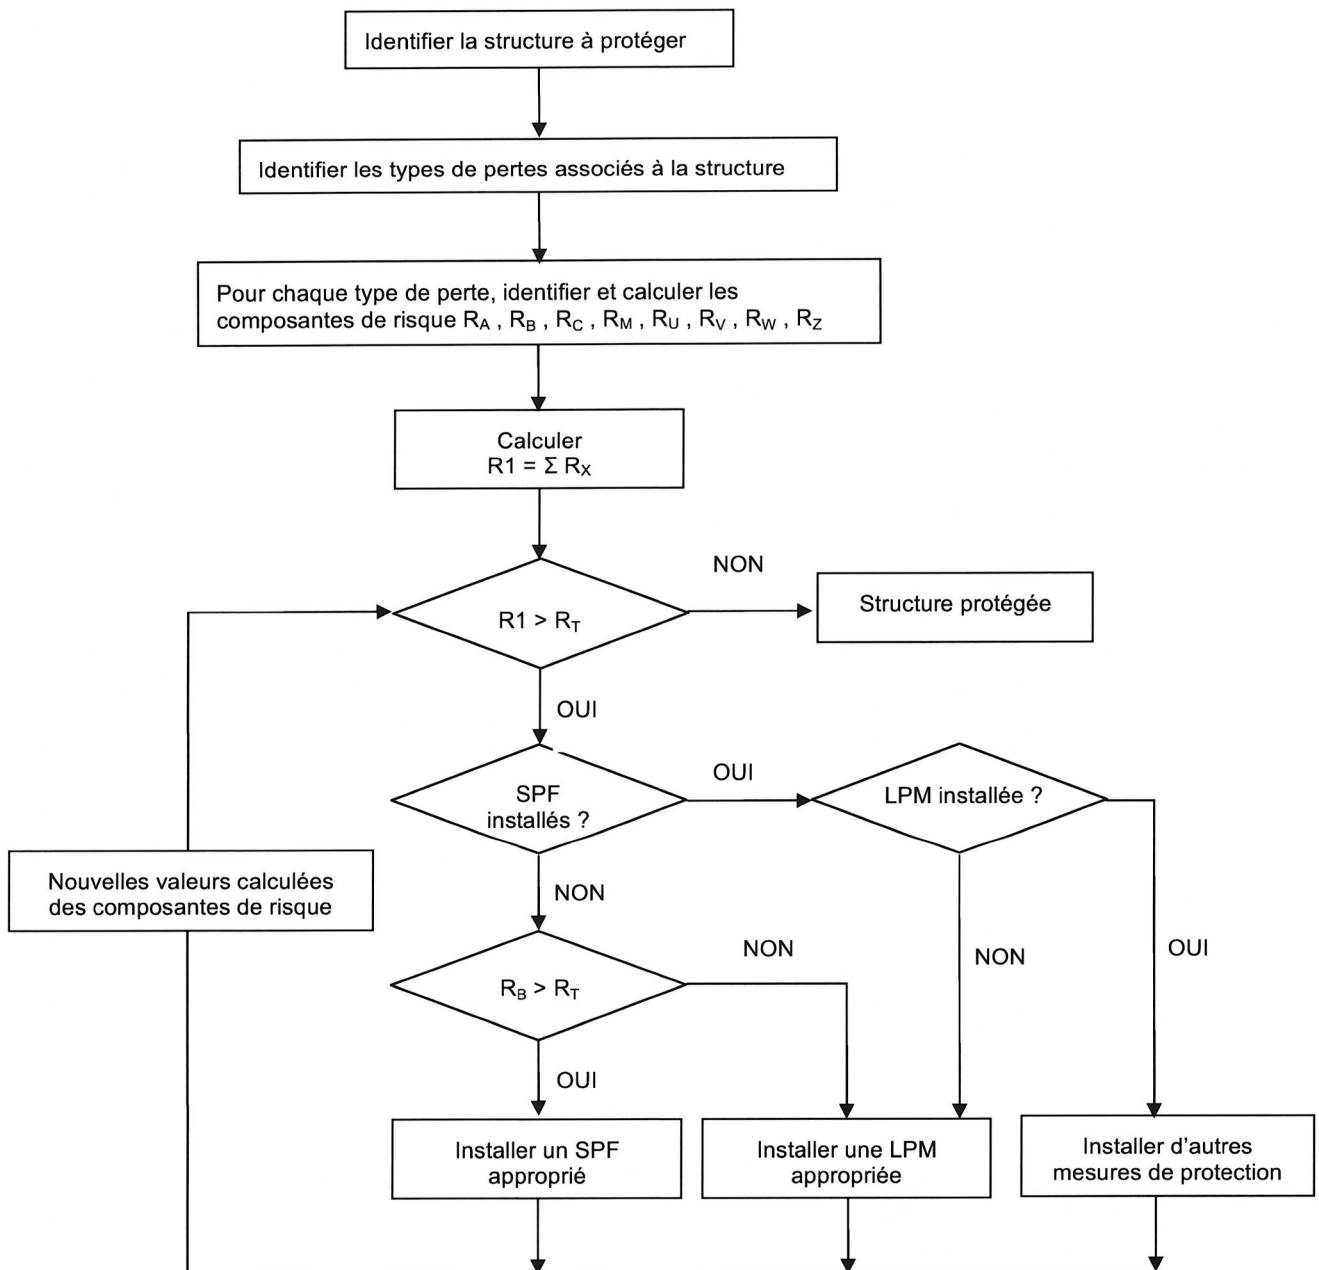 Identifier la structure à protéger
Identifier les types de pertes associés à la structure
Pour chaque type de perte, identifier et calculer les
composantes de risque RA , RB , RC , RM , RU , RV , RW , RZ
Calculer
R1 = Σ RX
NON
R1 > RT
Structure protégée
OUI
SPF
installés ?
OUI
LPM installée ?
Nouvelles valeurs calculées
des composantes de risque
NON
RB > RT
NON
NON
OUI
OUI
Installer un SPF
approprié
Installer une LPM
appropriée
Installer d'autres
mesures de protection